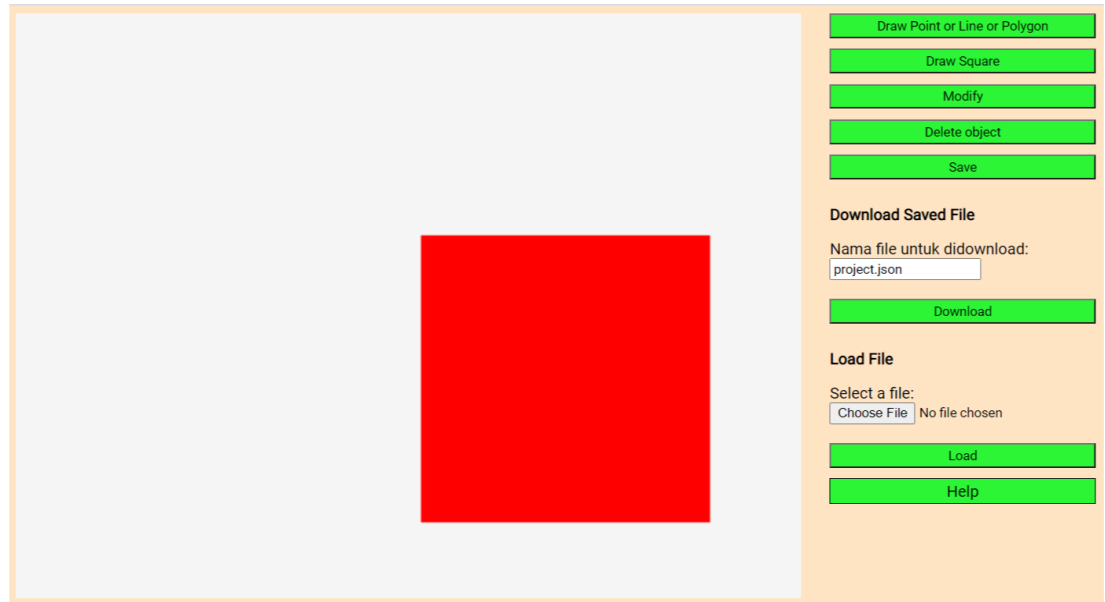 Draw Point or Line or Polygon
Draw Square
Modify
Delete object
Save
Download Saved File
Nama file untuk didownload:
project.json
Download
Load File
Select a file:
Choose File No file chosen
Load
Help